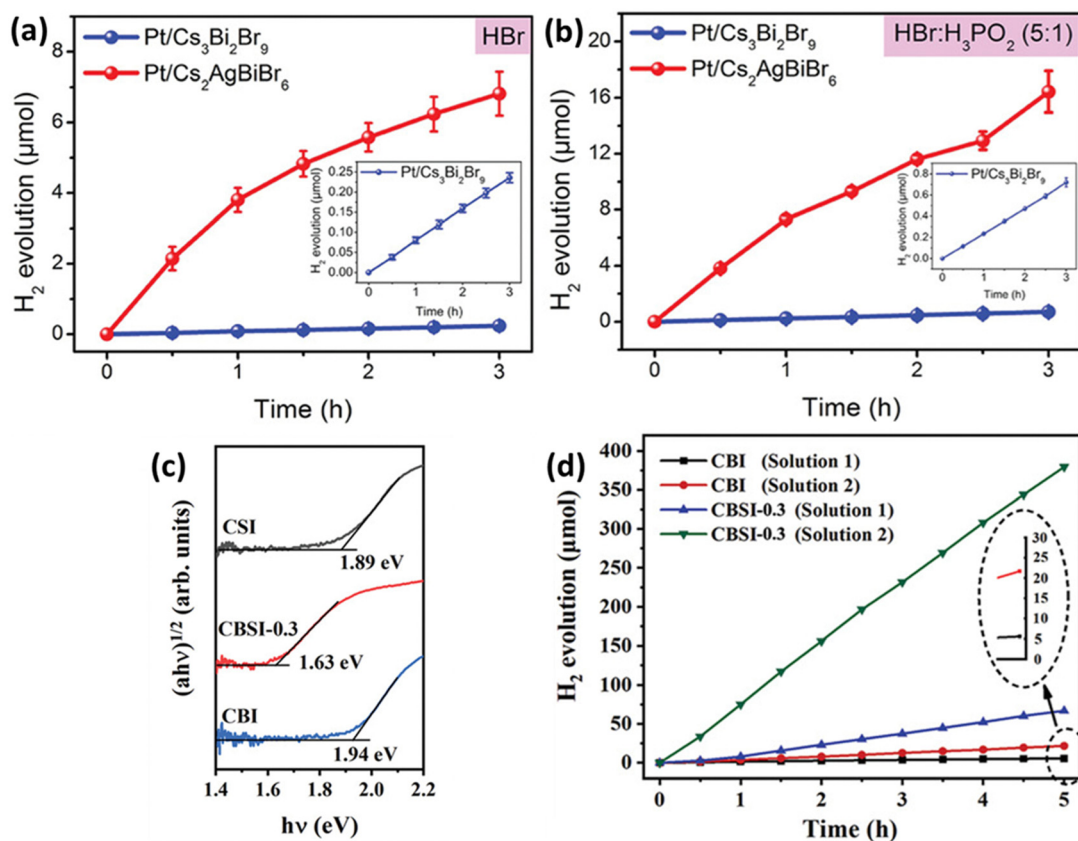 (a)
Pt/Cs3Bi2Br9
Pt/Cs2AgBiBr6
HBr
H2 evolution (μmol)
8
6
4
2
0
0 1 2 3
Time (h)
Pt/Cs3Bi2Br9
H2 evolution (μmol)
0.25
0.20
0.15
0.10
0.05
0.00
0 1 2 3
Time (h)
(b)
Pt/Cs3Bi2Br9
Pt/Cs2AgBiBr6
HBr:H3PO2 (5:1)
H2 evolution (μmol)
20
16
12
8
4
0
0 1 2 3
Time (h)
Pt/Cs3Bi2Br9
H2 evolution (μmol)
0.8
0.6
0.4
0.2
0.0
0 1 2 3
Time (h)
(c)
(ahν)1/2 (arb. units)
CSI
1.89 eV
CBSI-0.3
1.63 eV
CBI
1.94 eV
1.4 1.6 1.8 2.0 2.2
hν (eV)
(d)
CBI (Solution 1)
CBI (Solution 2)
CBSI-0.3 (Solution 1)
CBSI-0.3 (Solution 2)
H2 evolution (μmol)
400
350
300
250
200
150
100
50
0
30
25
20
15
10
5
0
0 1 2 3 4 5
Time (h)